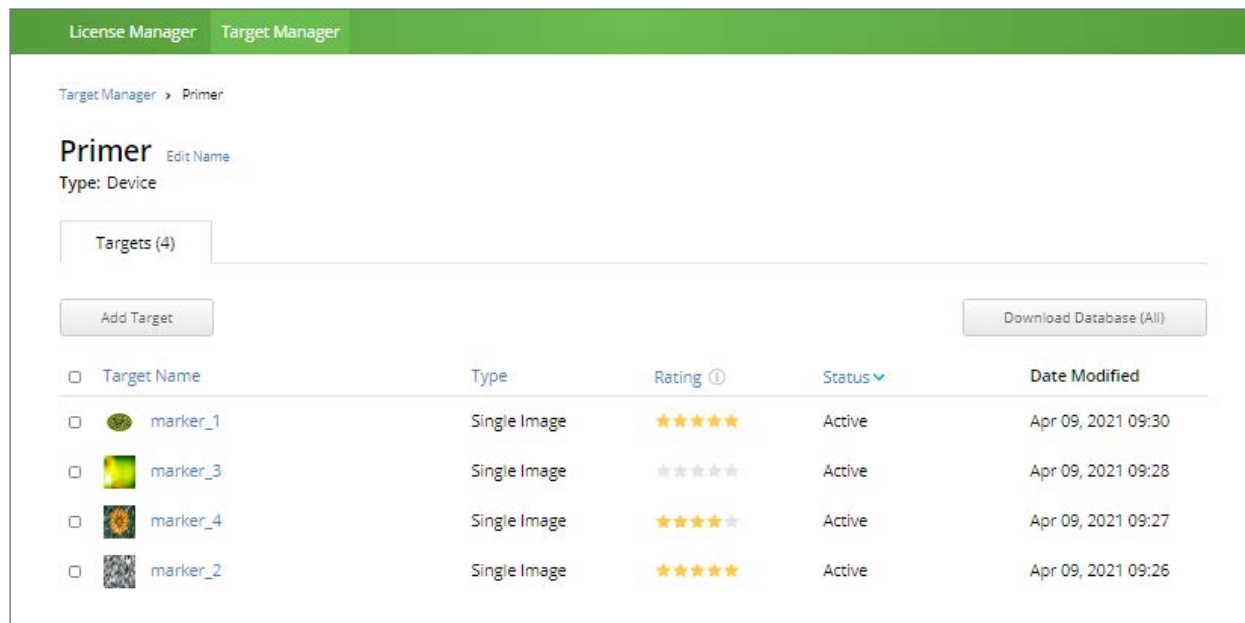 License Manager Target Manager
Target Manager › Primer
Primer Edit Name
Type: Device
Targets (4)
Add Target Download Database (All)
Target Name Type Rating Status Date Modified
marker_1 Single Image Active Apr 09, 2021 09:30
marker_3 Single Image Active Apr 09, 2021 09:28
marker_4 Single Image Active Apr 09, 2021 09:27
marker_2 Single Image Active Apr 09, 2021 09:26